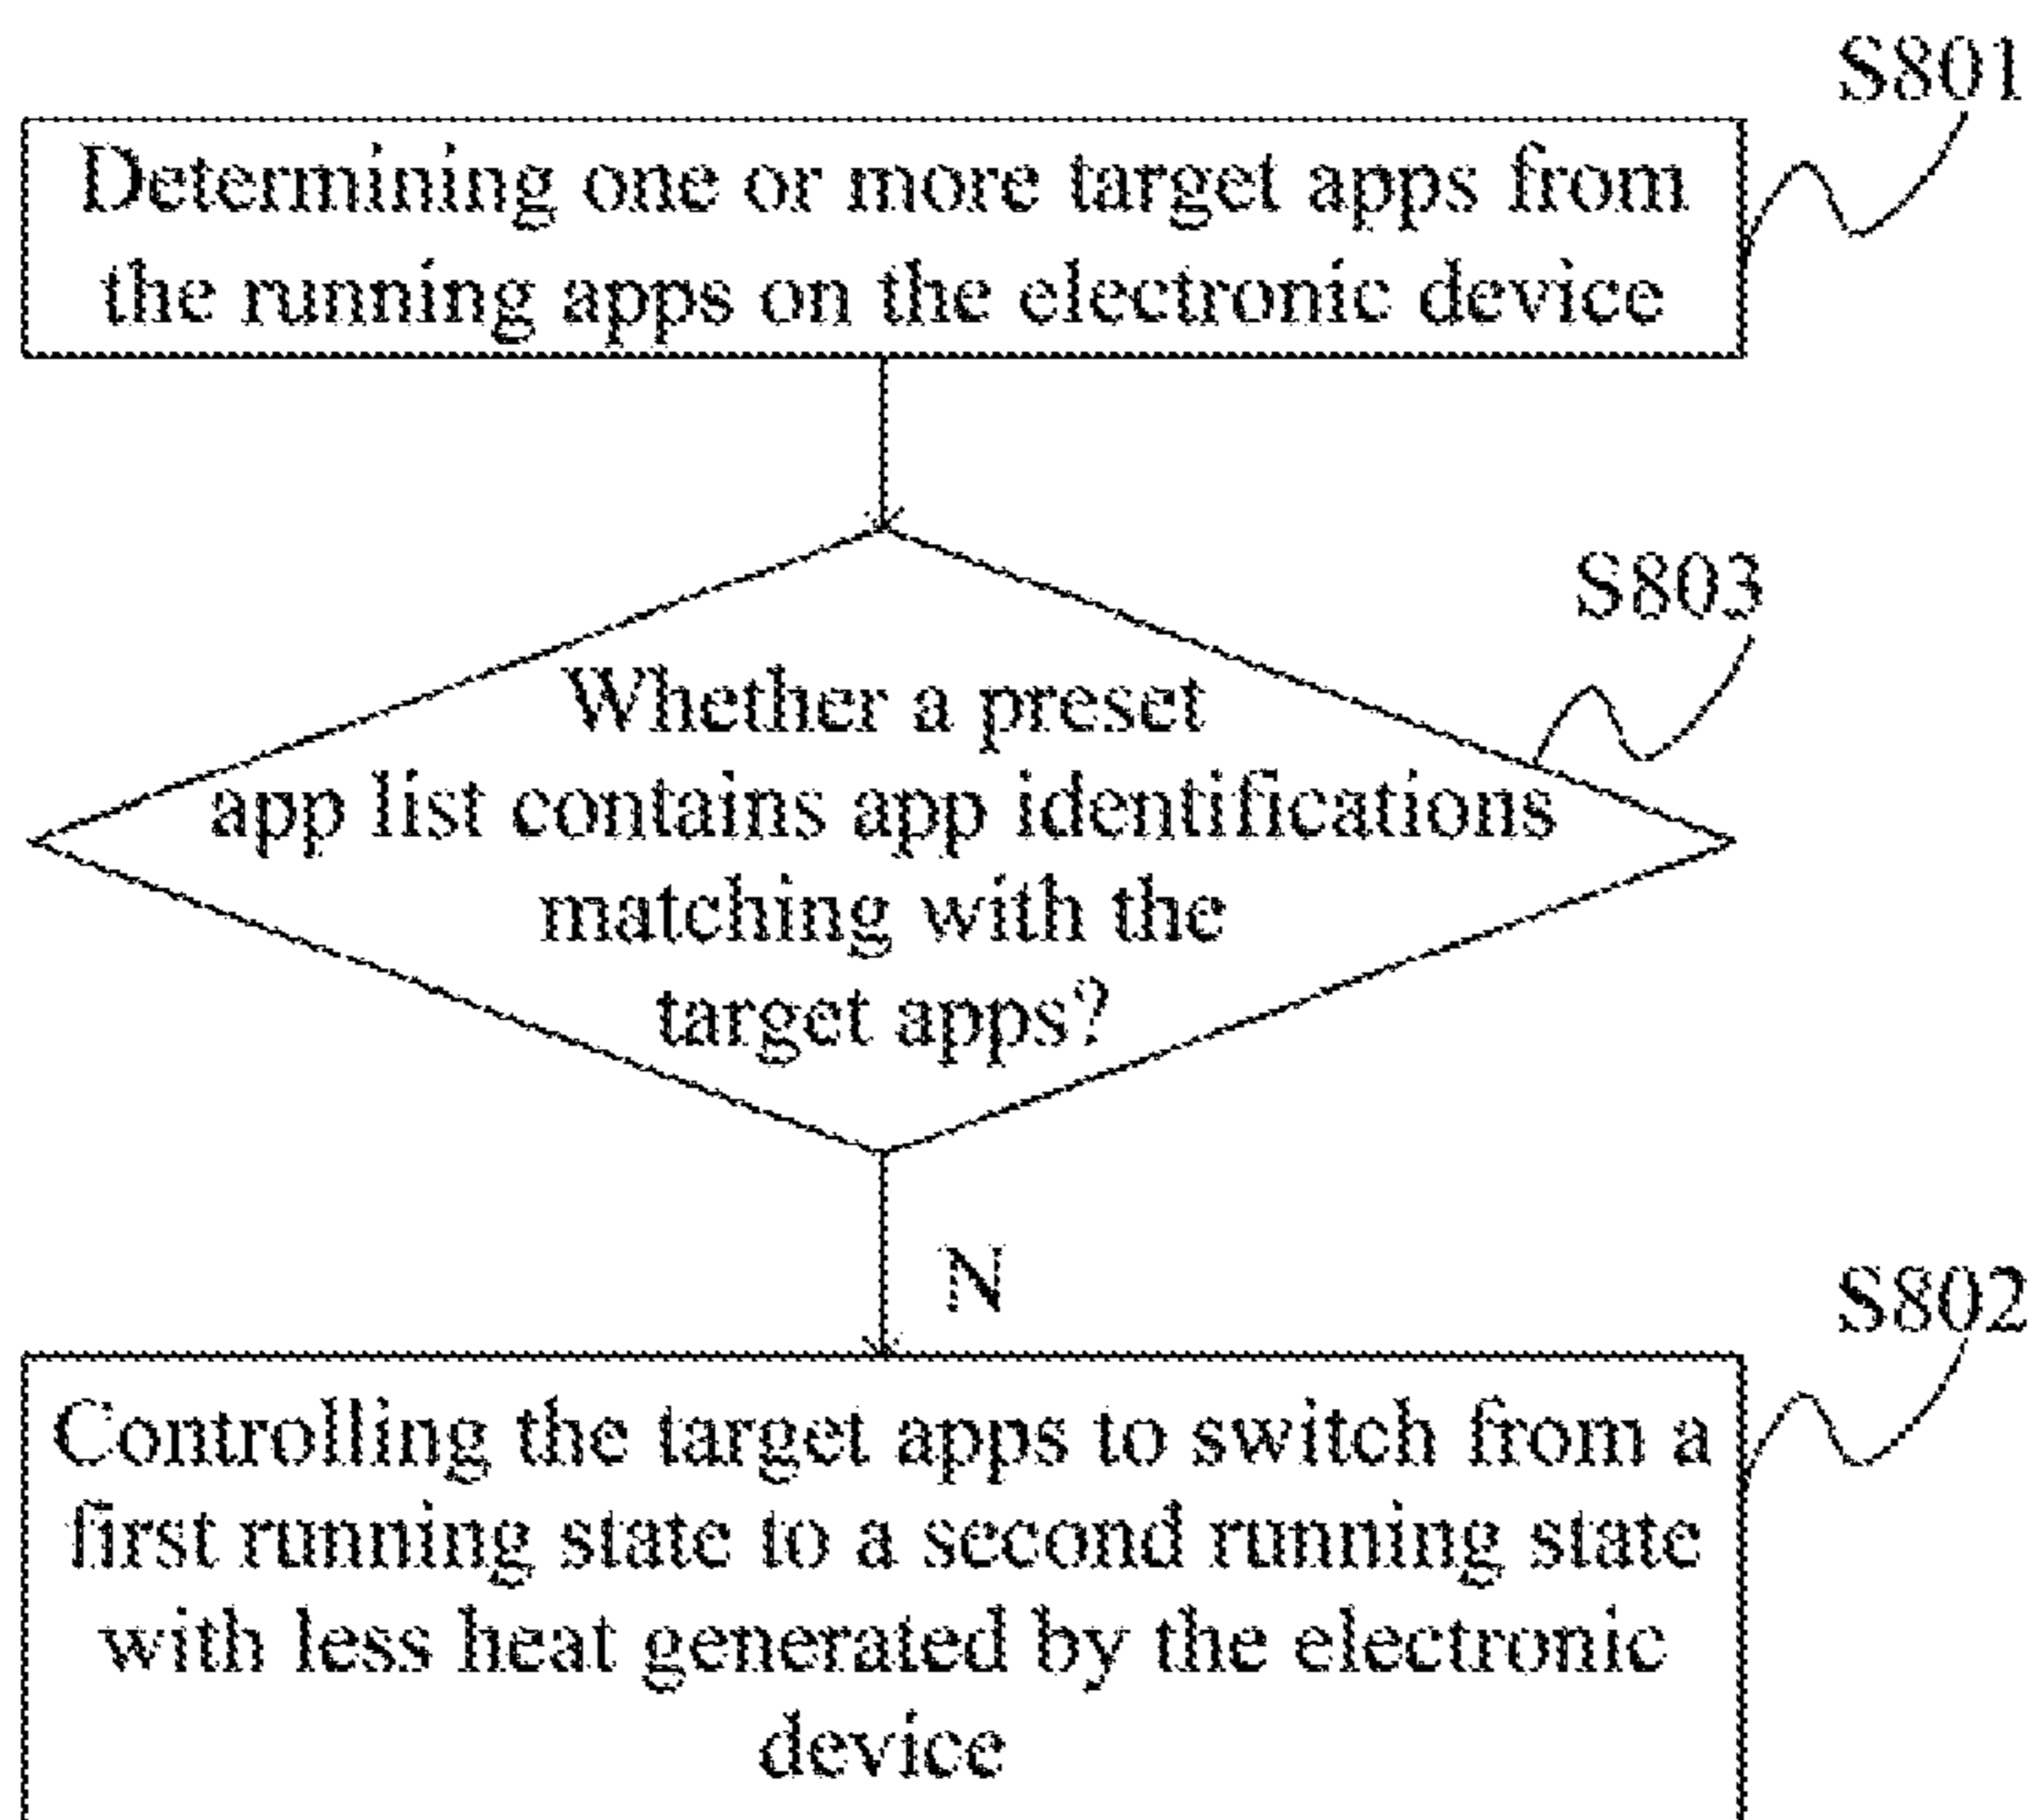 S801
Determining one or more target apps from
the running apps on the electronic device
S803
Whether a preset
app list contains app identifications
matching with the
target apps?
N
S802
Controlling the target apps to switch from a
first running state to a second running state
with less heat generated by the electronic
device